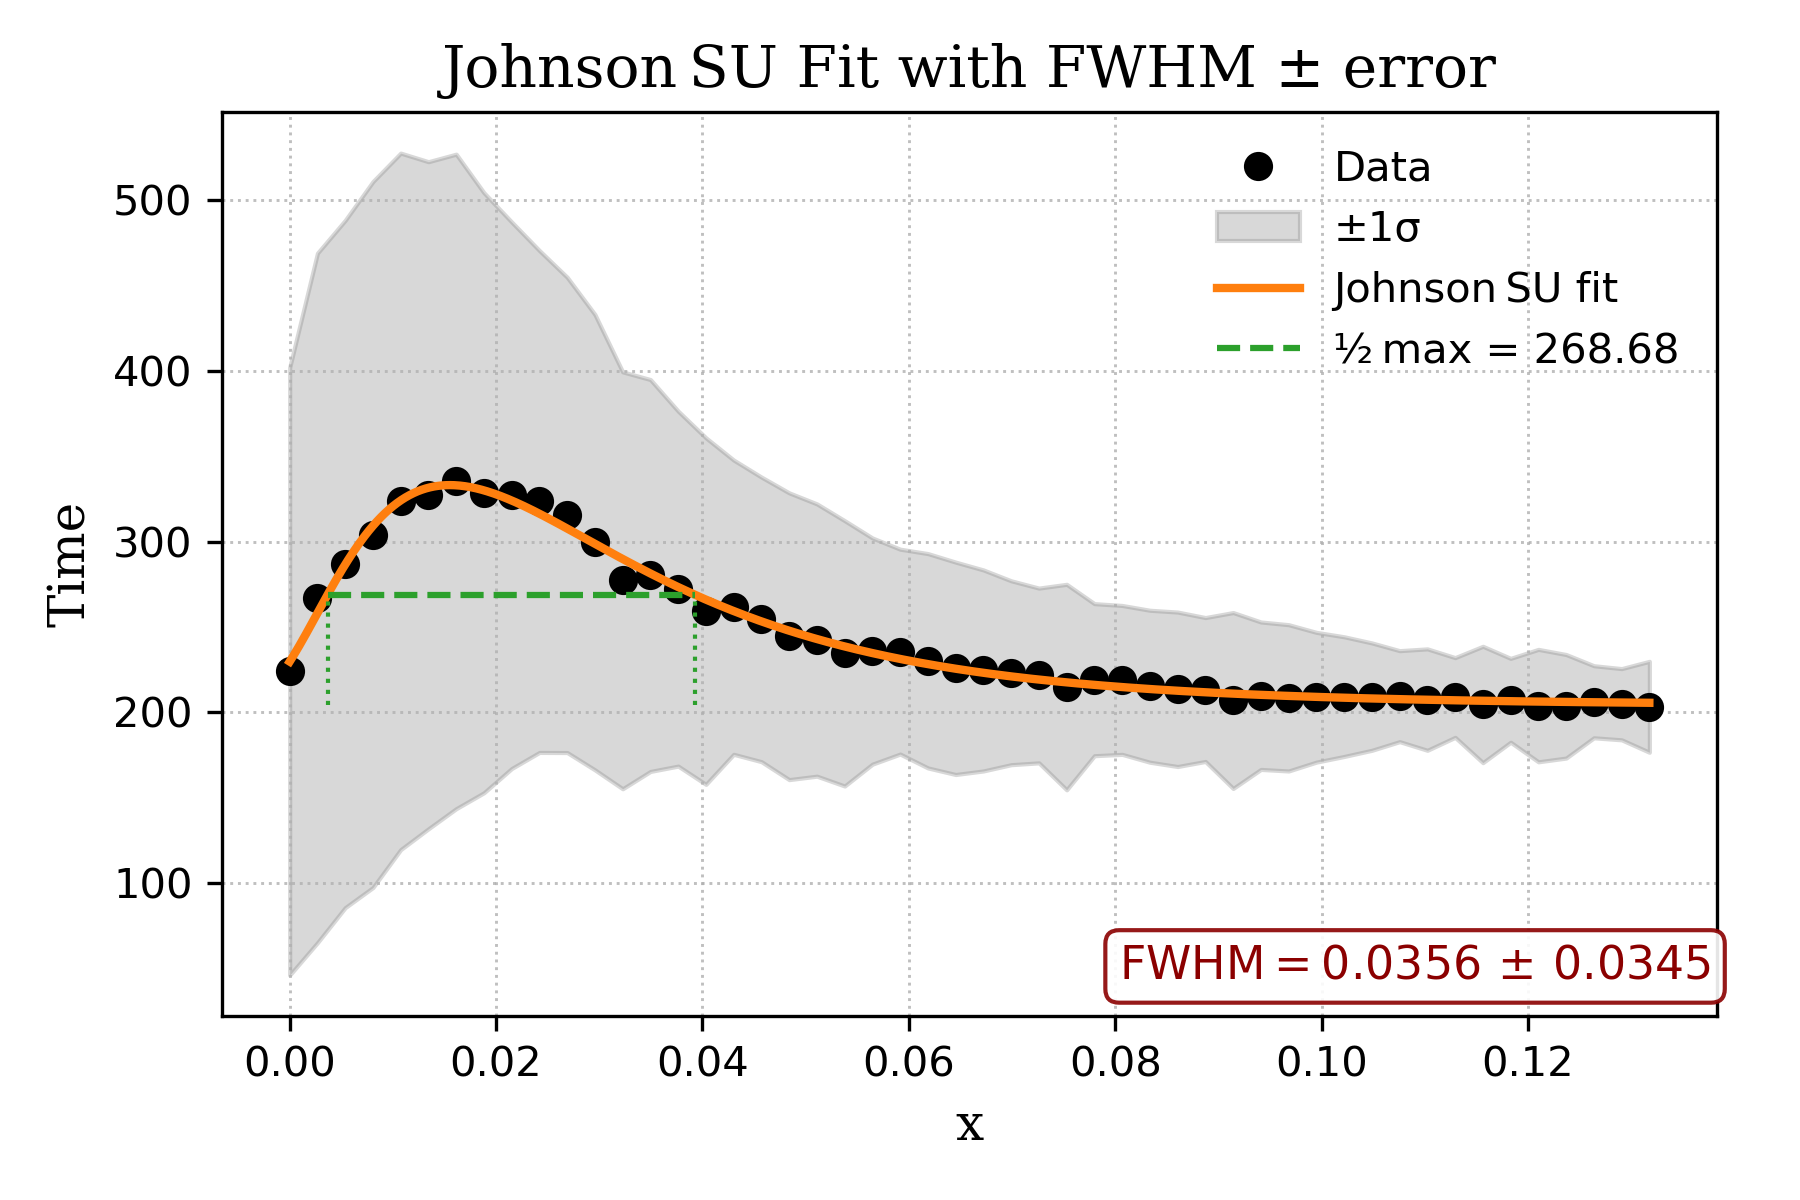 Johnson SU Fit with FWHM ± error
Data
±1σ
Johnson SU fit
½ max = 268.68
Time
500
400
300
200
100
FWHM = 0.0356 ± 0.0345
0.00 0.02 0.04 0.06 0.08 0.10 0.12
x